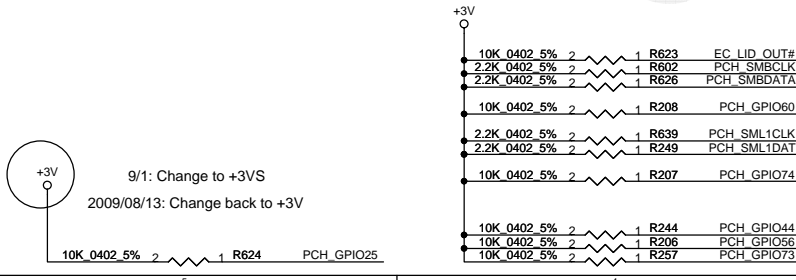 +3V
10K_0402_5% 2 1 R623 EC_LID_OUT#
2.2K_0402_5% 2 1 R602 PCH_SMBCLK
2.2K_0402_5% 2 1 R626 PCH_SMBDATA
10K_0402_5% 2 1 R208 PCH_GPIO60
2.2K_0402_5% 2 1 R639 PCH_SML1CLK
2.2K_0402_5% 2 1 R249 PCH_SML1DAT
10K_0402_5% 2 1 R207 PCH_GPIO74
10K_0402_5% 2 1 R244 PCH_GPIO44
10K_0402_5% 2 1 R206 PCH_GPIO56
10K_0402_5% 2 1 R257 PCH_GPIO73
+3V
9/1: Change to +3VS
2009/08/13: Change back to +3V
10K_0402_5% 2 1 R624 PCH_GPIO25